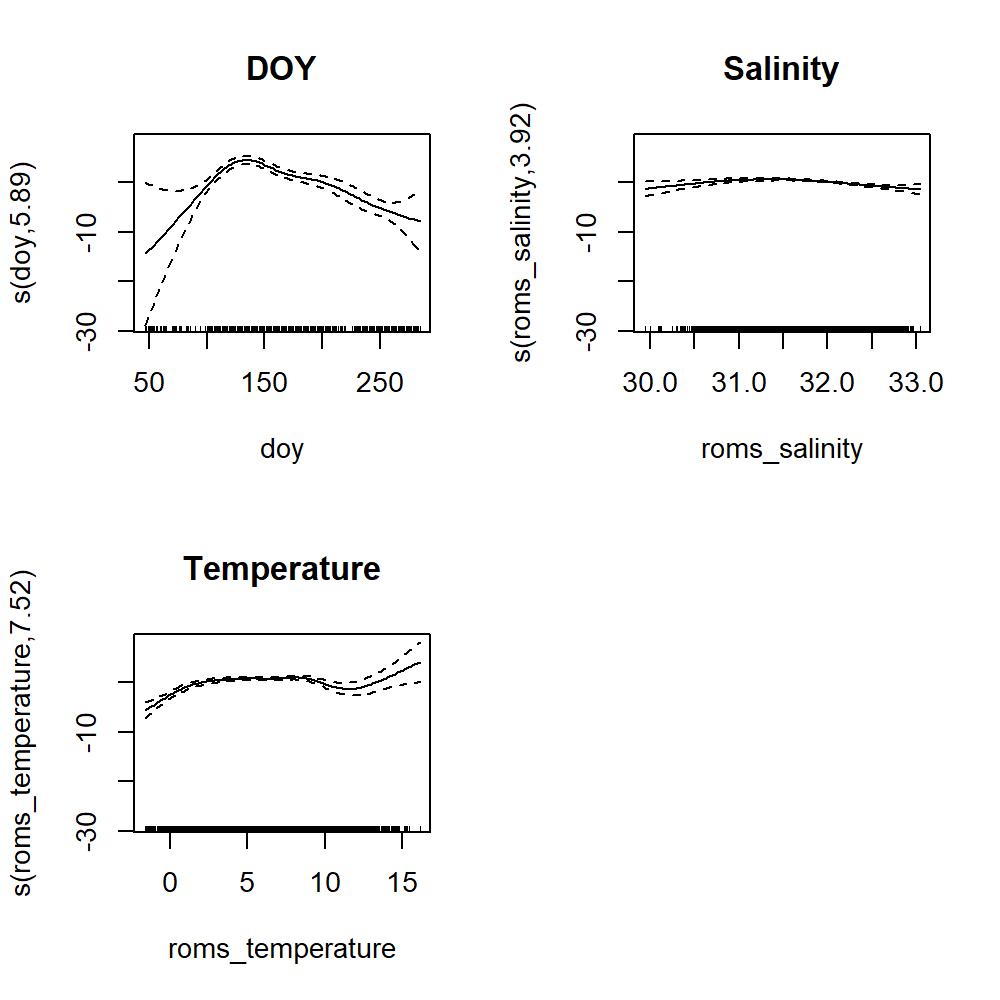 DOY
s(doy,5.89)
-10
-30
50 150 250
doy
Salinity
s(roms_salinity,3.92)
-10
-30
30.0 31.0 32.0 33.0
roms_salinity
Temperature
s(roms_temperature,7.52)
-10
-30
0 5 10 15
roms_temperature